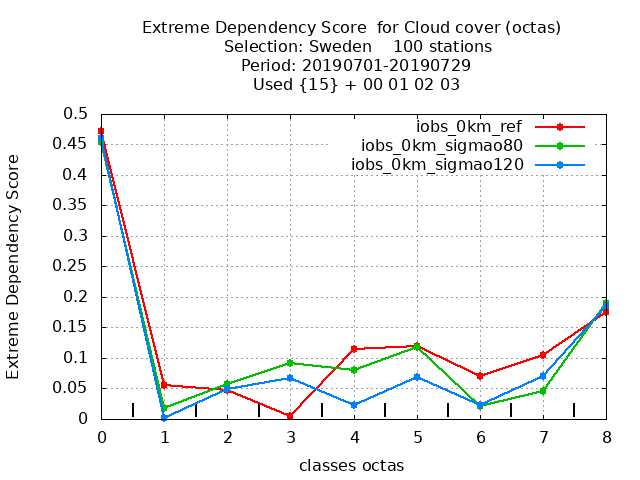 Extreme Dependency Score  for Cloud cover (octas)
Selection: Sweden    100 stations
Period: 20190701-20190729
Used {15} + 00 01 02 03
iobs_0km_ref
iobs_0km_sigmao80
iobs_0km_sigmao120
Extreme Dependency Score
0.5
0.45
0.4
0.35
0.3
0.25
0.2
0.15
0.1
0.05
0
0 1 2 3 4 5 6 7 8
classes octas